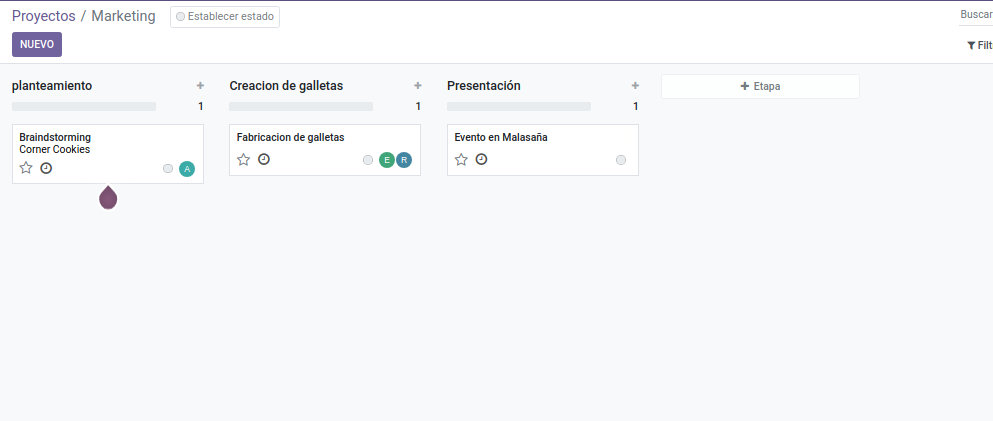 Proyectos / Marketing
Establecer estado
Buscar
NUEVO
Filt
planteamiento +
1
Creacion de galletas +
1
Presentación +
1
+ Etapa
Braindstorming
Corner Cookies
A
Fabricacion de galletas
E R
Evento en Malasaña